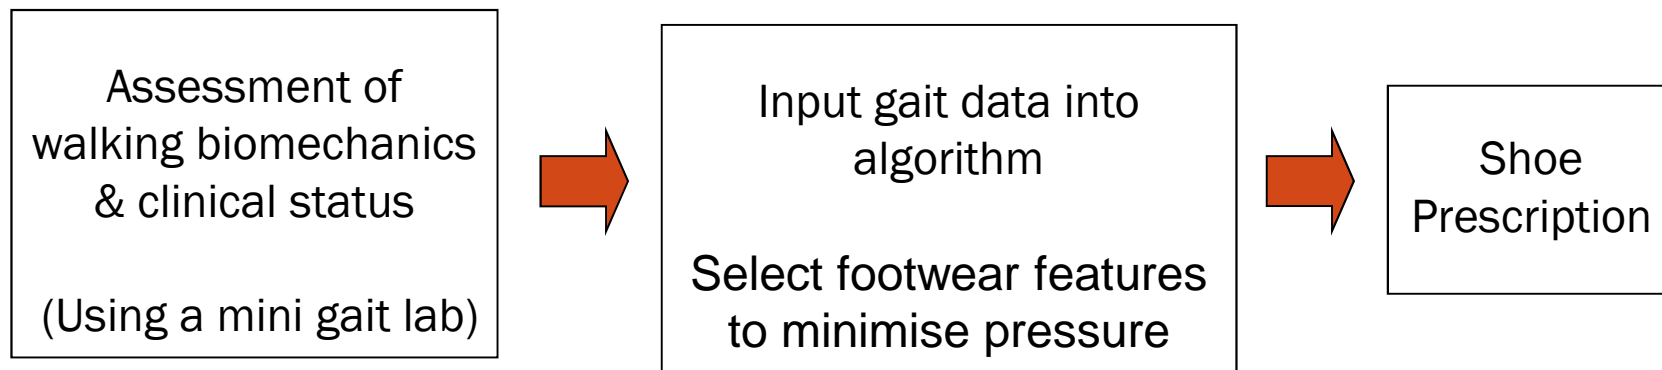 Assessment of
walking biomechanics
& clinical status
(Using a mini gait lab)
Input gait data into
algorithm
Select footwear features
to minimise pressure
Shoe
Prescription